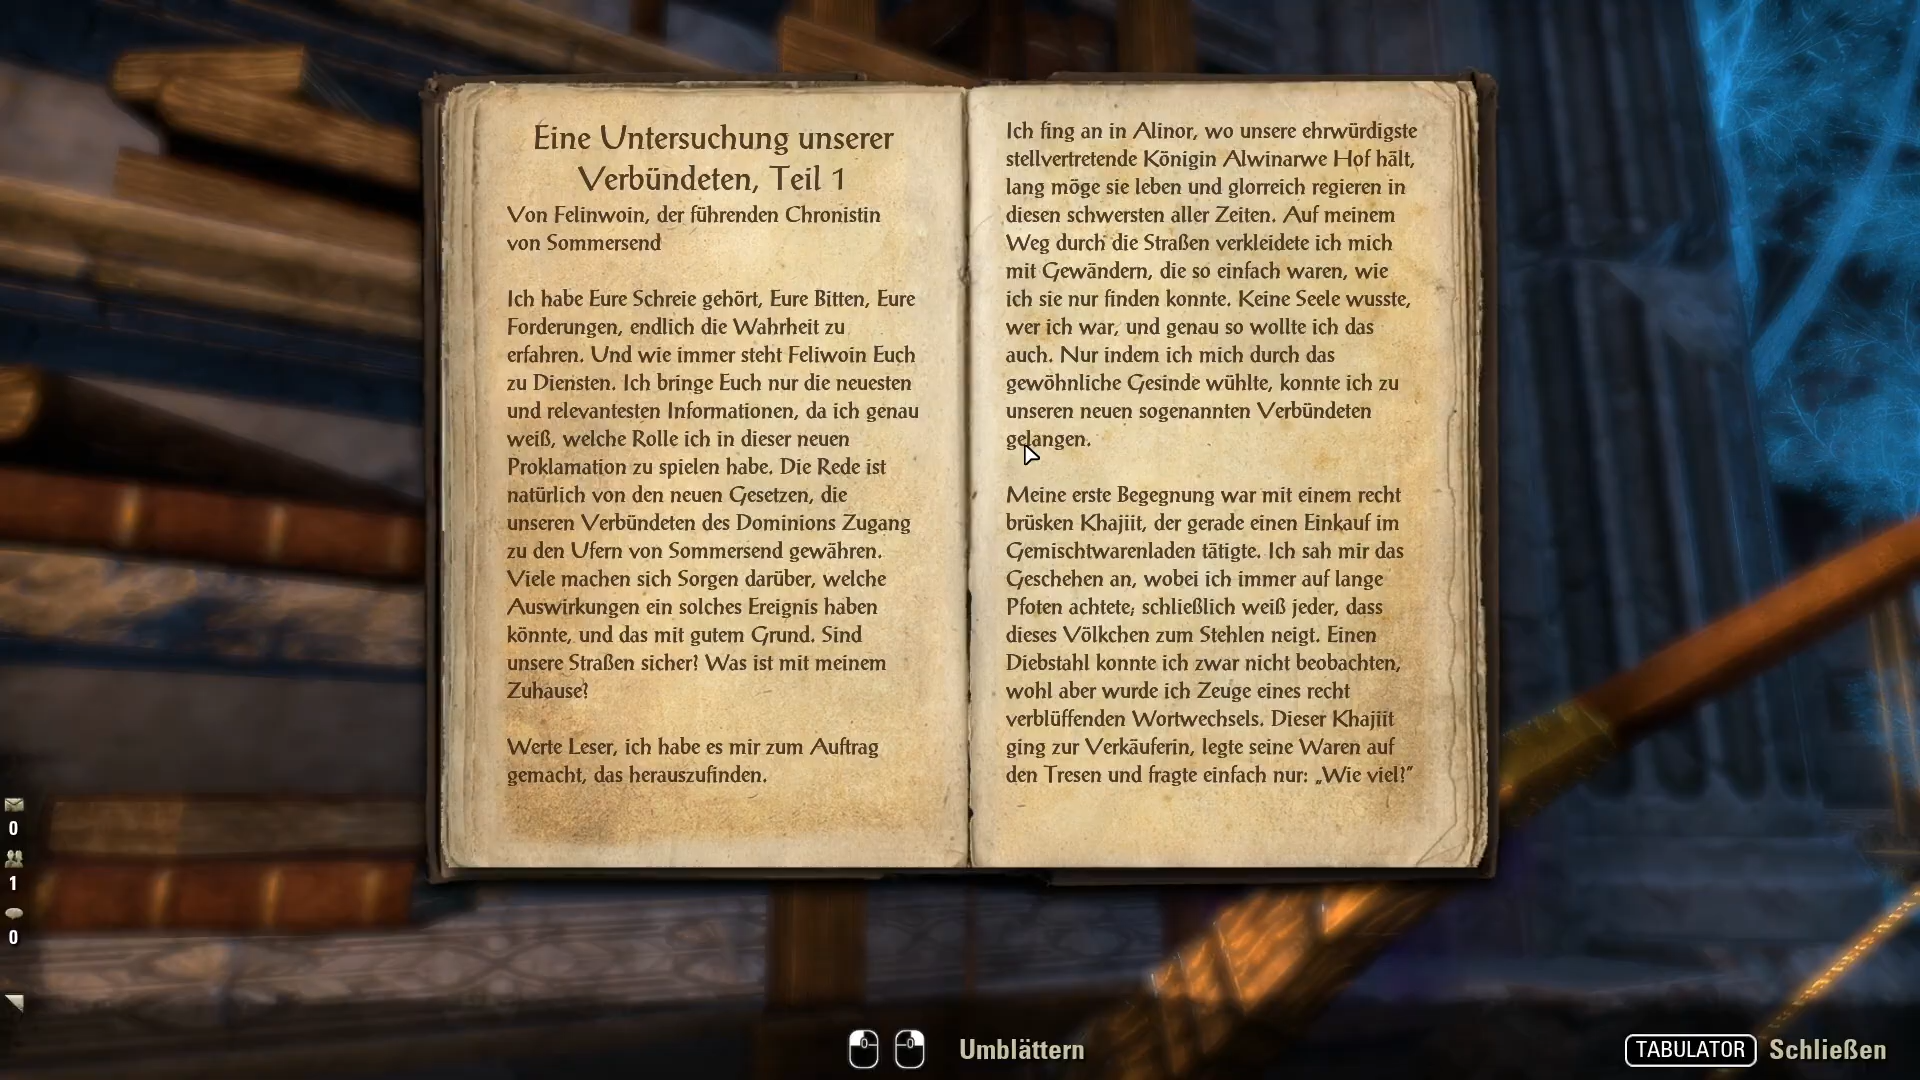 Eine Untersuchung unserer
Verbündeten, Teil 1
Von Felinwoin, der führenden Chronistin
von Sommersend
Ich habe Eure Schreie gehört, Eure Bitten, Eure
Forderungen, endlich die Wahrheit zu
erfahren. Und wie immer steht Feliwoin Euch
zu Diensten. Ich bringe Euch nur die neuesten
und relevantesten Informationen, da ich genau
weiß, welche Rolle ich in dieser neuen
Proklamation zu spielen habe. Die Rede ist
natürlich von den neuen Gesetzen, die
unseren Verbündeten des Dominions Zugang
zu den Ufern von Sommersend gewähren.
Viele machen sich Sorgen darüber, welche
Auswirkungen ein solches Ereignis haben
könnte, und das mit gutem Grund. Sind
unsere Straßen sicher? Was ist mit meinem
Zuhause?
Werte Leser, ich habe es mir zum Auftrag
gemacht, das herauszufinden.
Ich fing an in Alinor, wo unsere ehrwürdigste
stellvertretende Königin Alwinarwe Hof hält,
lang möge sie leben und glorreich regieren in
diesen schwersten aller Zeiten. Auf meinem
Weg durch die Straßen verkleidete ich mich
mit Gewändern, die so einfach waren, wie
ich sie nur finden konnte. Keine Seele wusste,
wer ich war, und genau so wollte ich das
auch. Nur indem ich mich durch das
gewöhnliche Gesinde wühlte, konnte ich zu
unseren neuen sogenannten Verbündeten
gelangen.
Meine erste Begegnung war mit einem recht
brüsken Khajiit, der gerade einen Einkauf im
Gemischtwarenladen tätigte. Ich sah mir das
Geschehen an, wobei ich immer auf lange
Pfoten achtete; schließlich weiß jeder, dass
dieses Völkchen zum Stehlen neigt. Einen
Diebstahl konnte ich zwar nicht beobachten,
wohl aber wurde ich Zeuge eines recht
verblüffenden Wortwechsels. Dieser Khajiit
ging zur Verkäuferin, legte seine Waren auf
den Tresen und fragte einfach nur: „Wie viel?“
0
1
0
Umblättern
TABULATOR Schließen